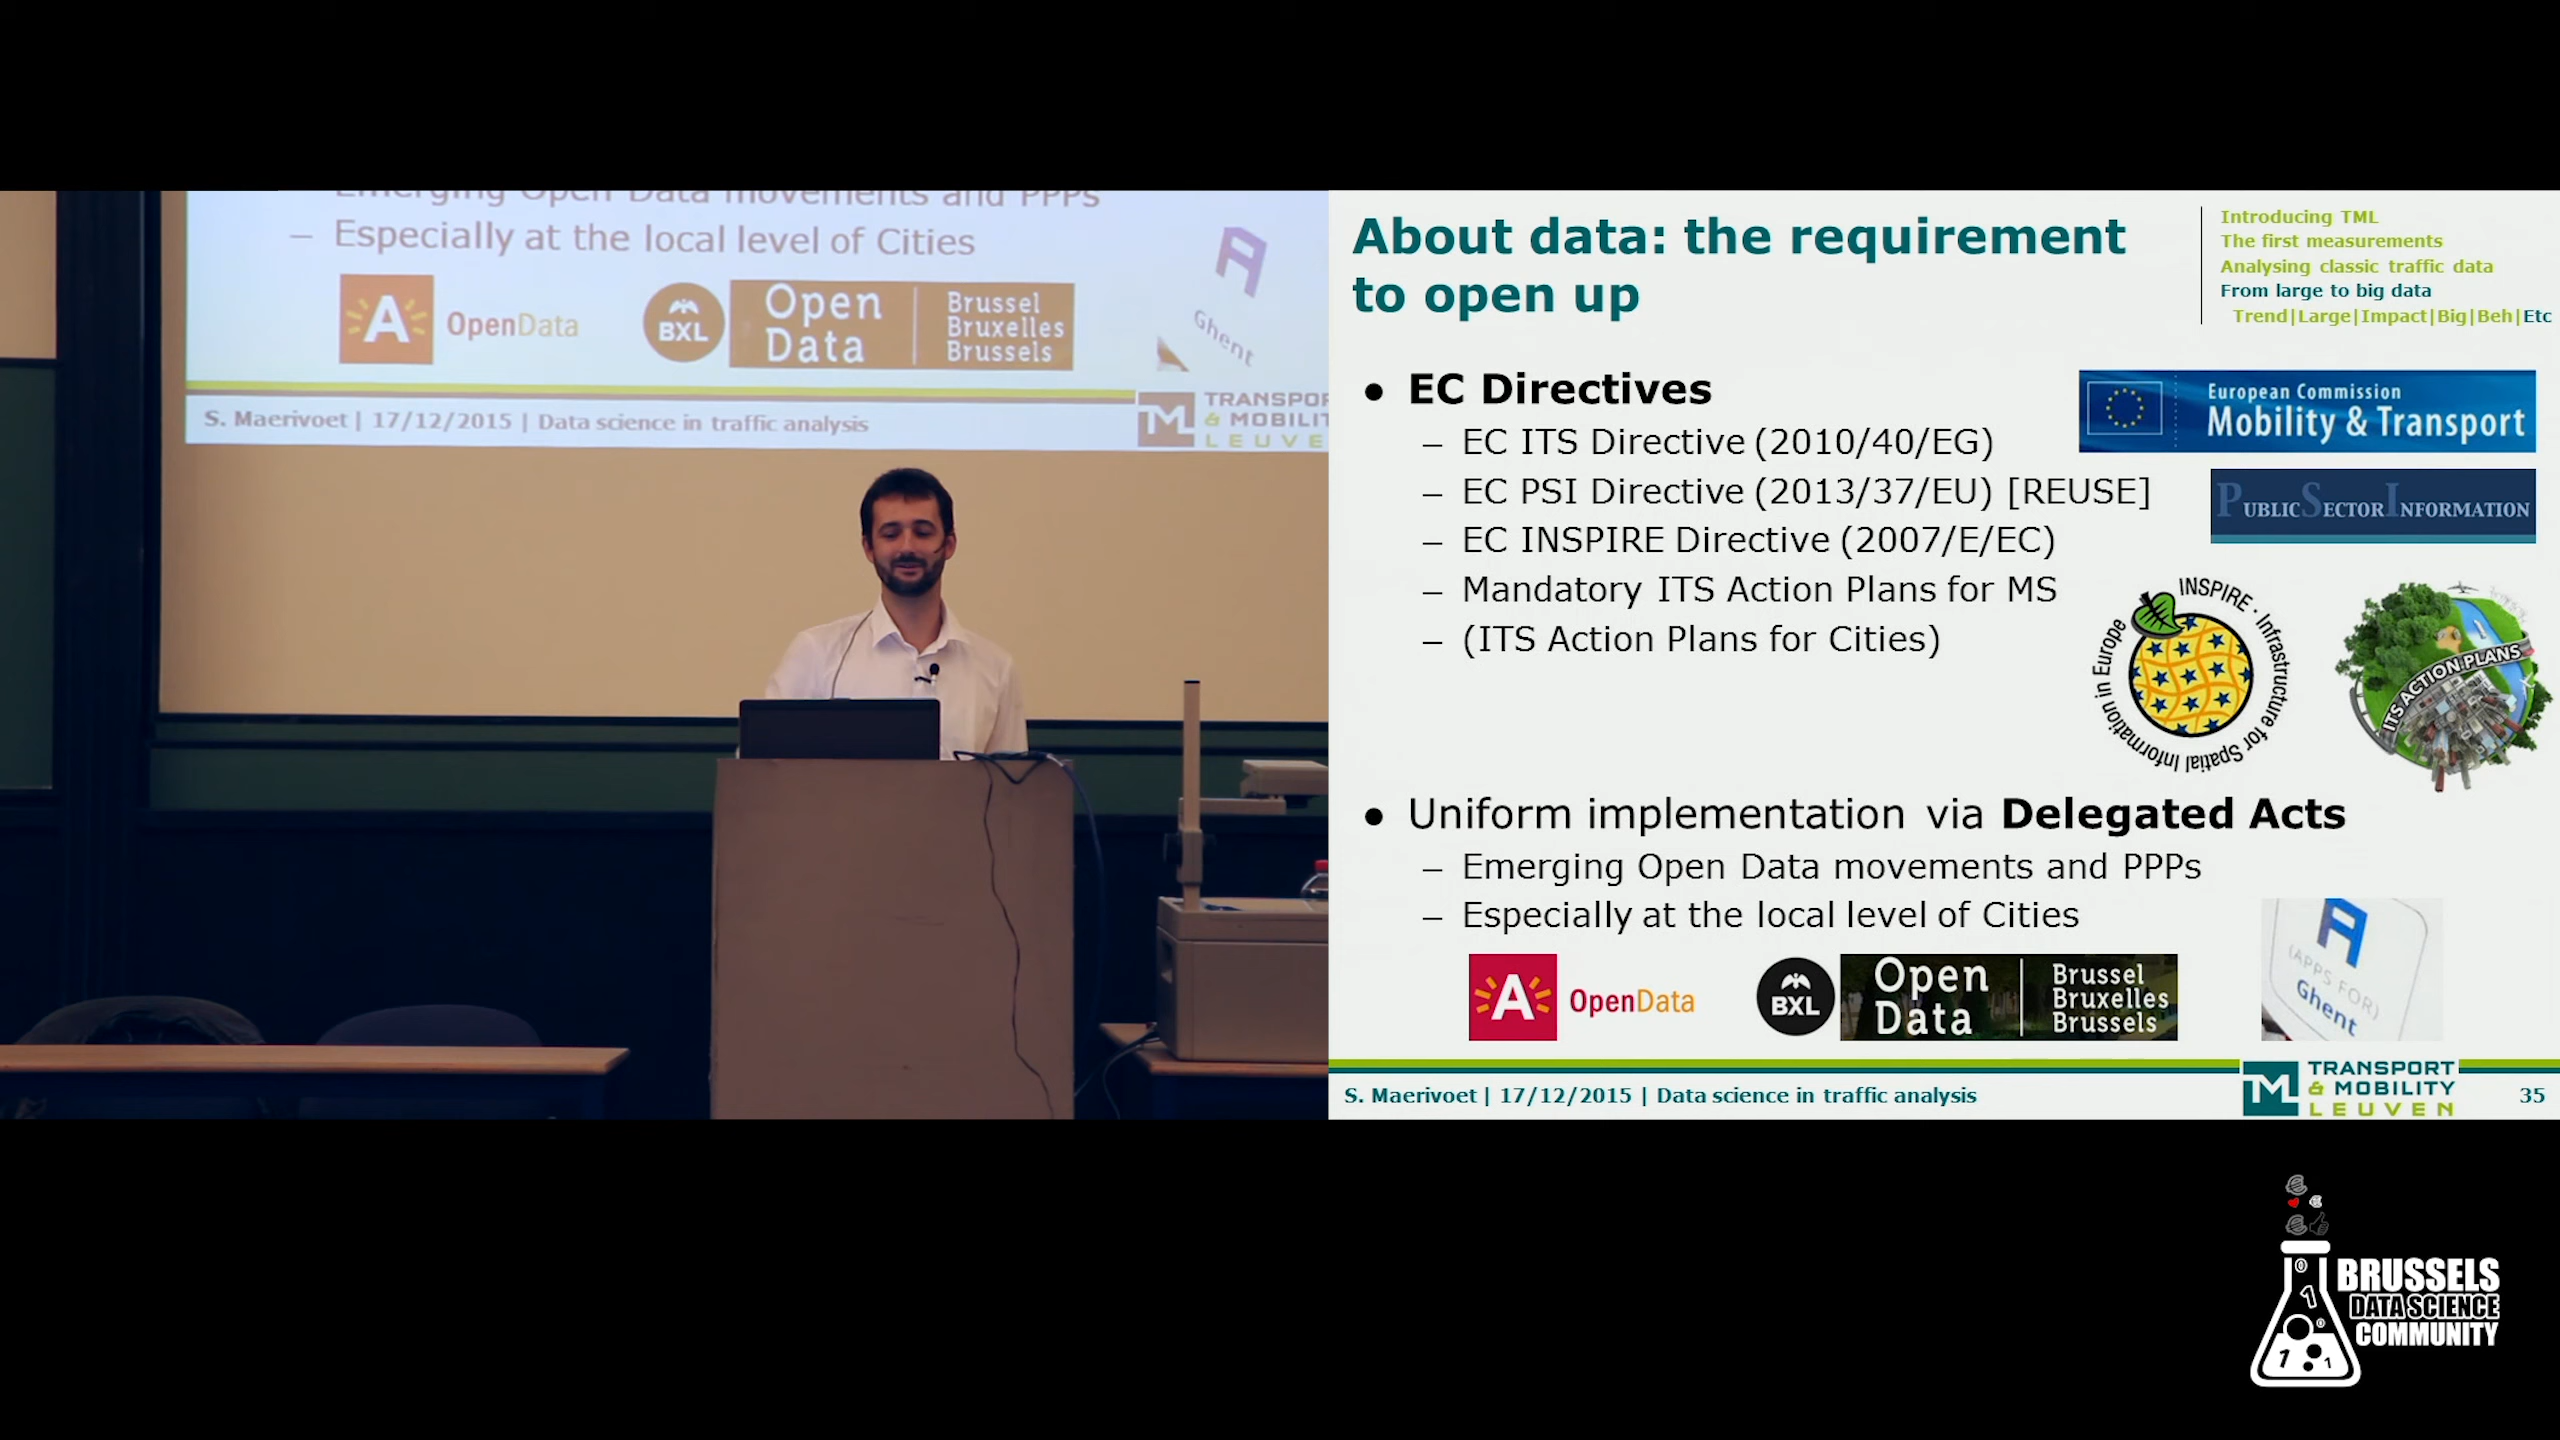 Emerging Open Data movements and PPPs
– Especially at the local level of Cities
A OpenData
BXL
Open Data
Brussel
Bruxelles
Brussels
A
Ghent
S. Maerivoet | 17/12/2015 | Data science in traffic analysis
TML
TRANSPOR
& MOBILIT
LEUVE
About data: the requirement
to open up
Introducing TML
The first measurements
Analysing classic traffic data
From large to big data
Trend|Large|Impact|Big|Beh|Etc
● EC Directives
– EC ITS Directive (2010/40/EG)
– EC PSI Directive (2013/37/EU) [REUSE]
– EC INSPIRE Directive (2007/E/EC)
– Mandatory ITS Action Plans for MS
– (ITS Action Plans for Cities)
European Commission
Mobility & Transport
PUBLIC SECTOR INFORMATION
INSPIRE · Infrastructure for Spatial Information in Europe
ITS ACTION PLANS
● Uniform implementation via Delegated Acts
– Emerging Open Data movements and PPPs
– Especially at the local level of Cities
A OpenData
BXL
Open Data
Brussel
Bruxelles
Brussels
A
(APPS FOR)
Ghent
S. Maerivoet | 17/12/2015 | Data science in traffic analysis
TML
TRANSPORT
& MOBILITY
LEUVEN
35
BRUSSELS
DATA SCIENCE
COMMUNITY